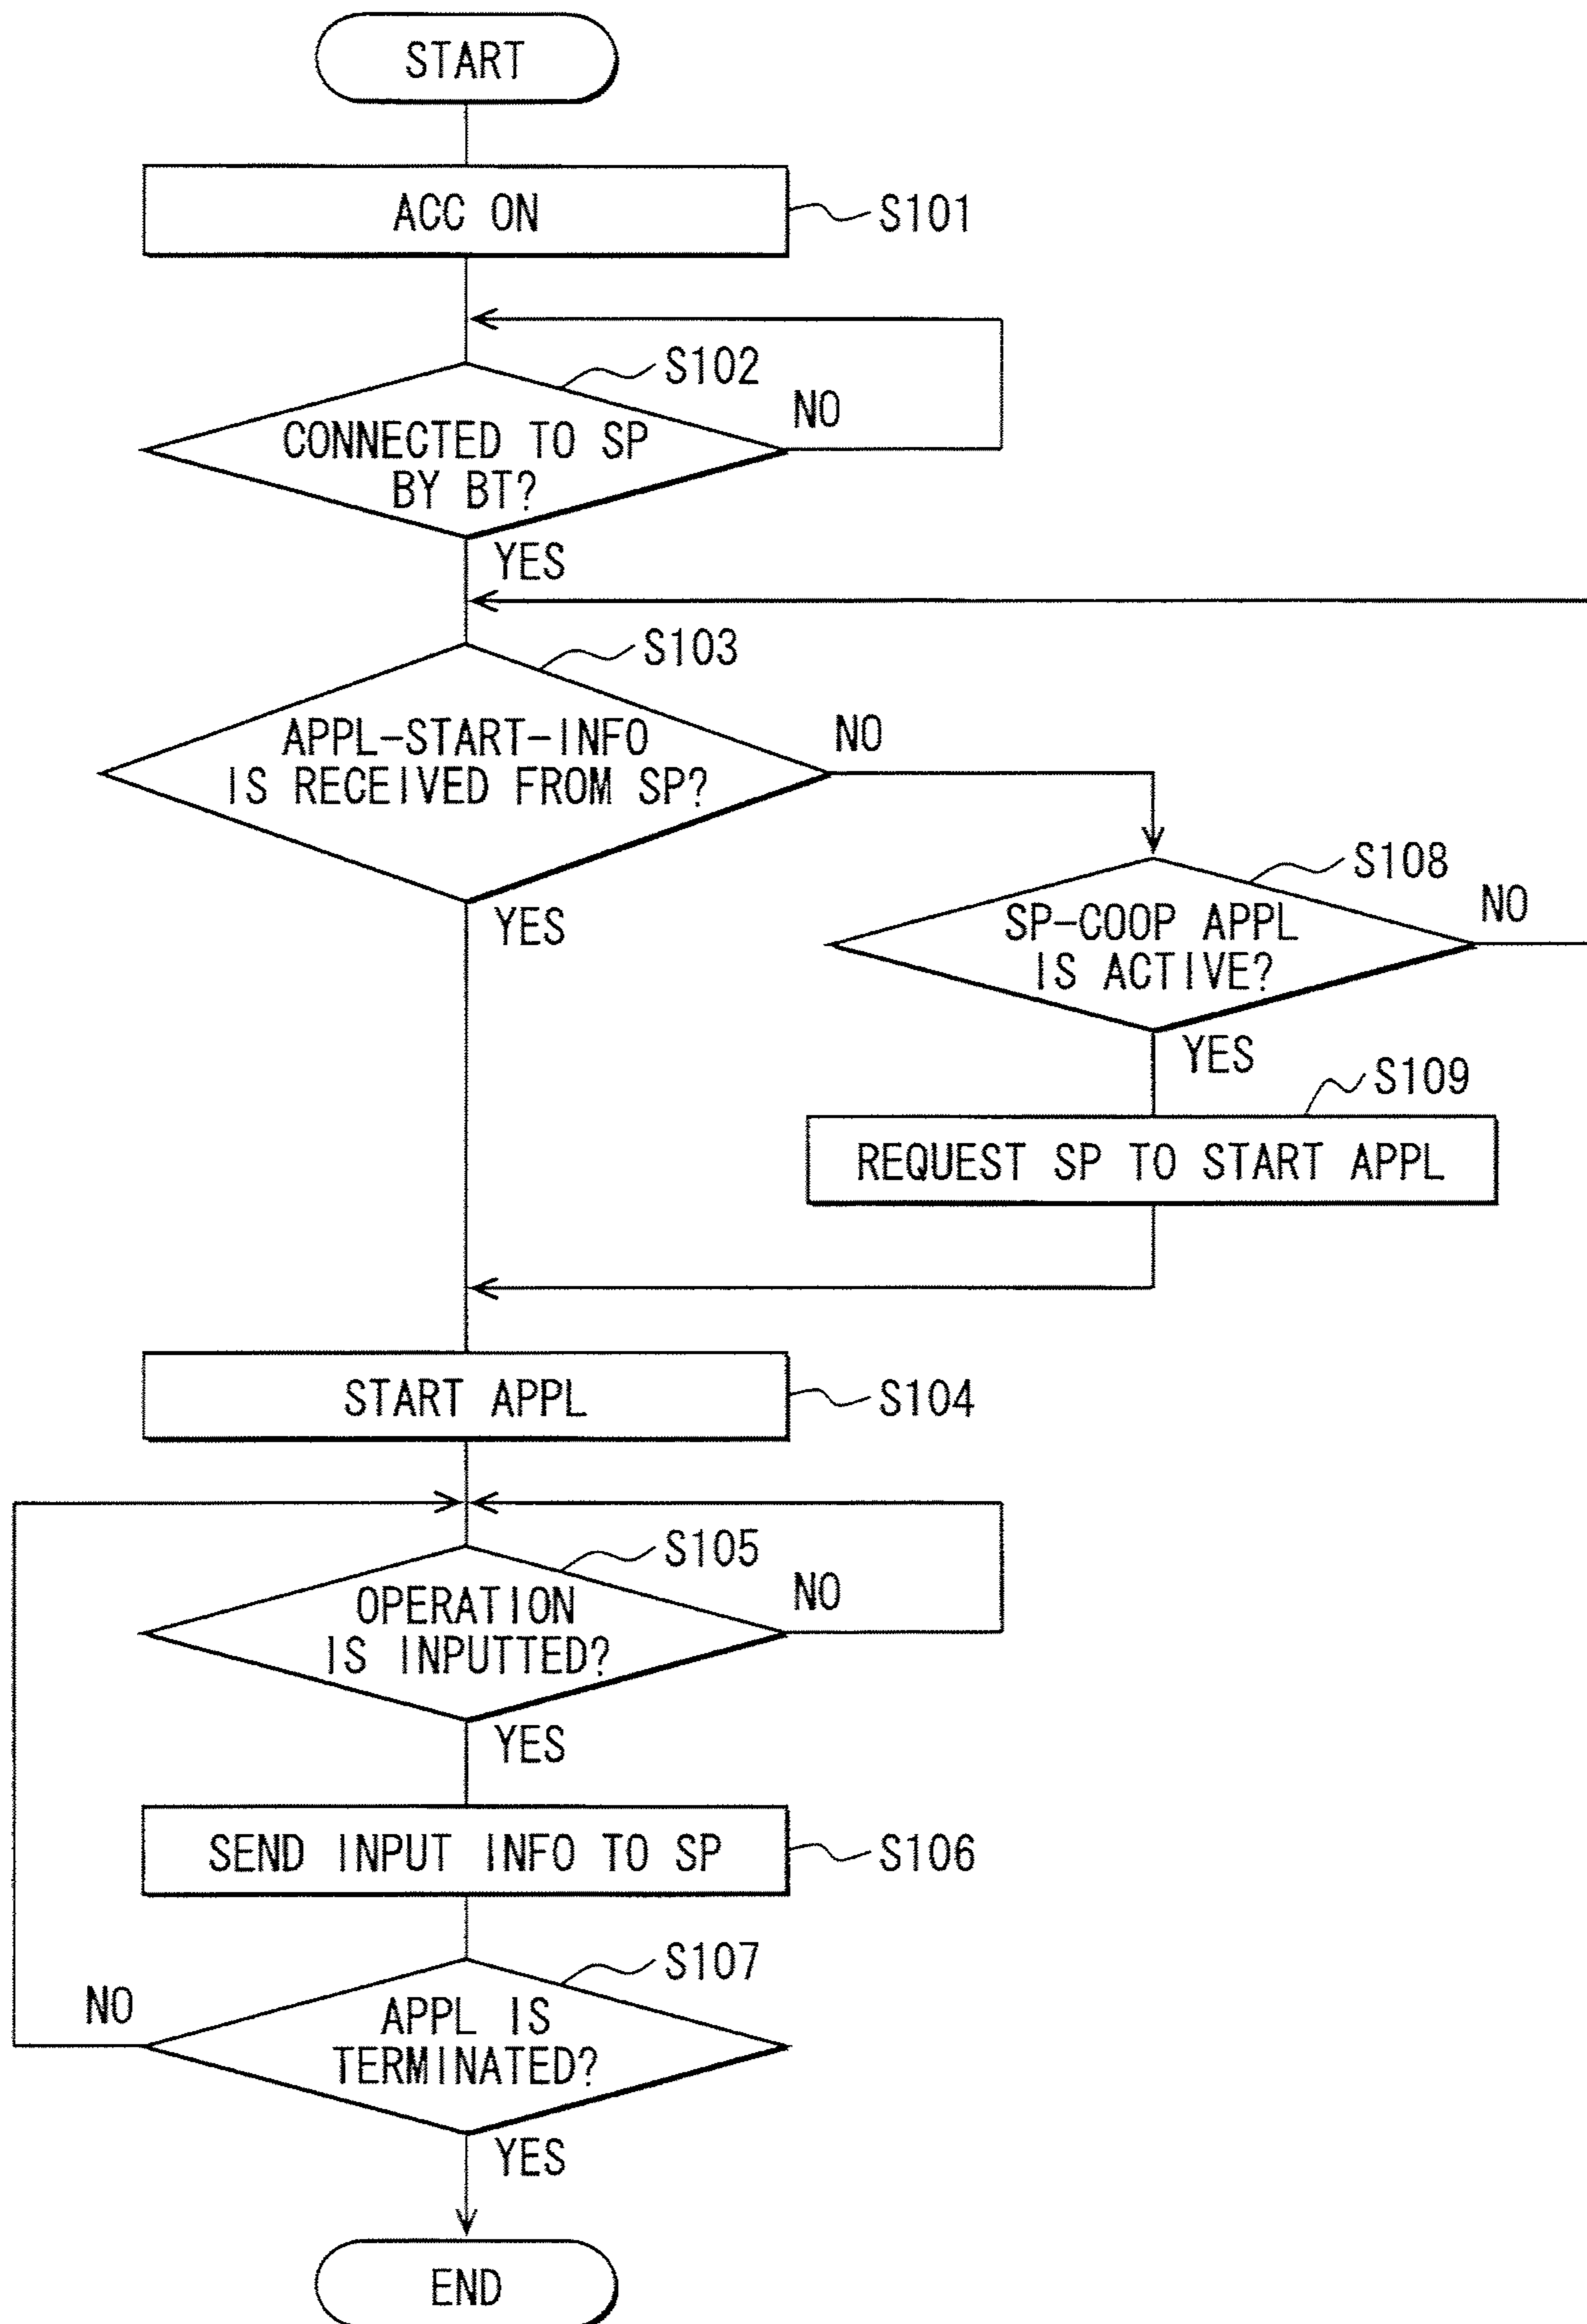 START
ACC ON
S101
S102
CONNECTED TO SP
BY BT?
NO
YES
S103
APPL-START-INFO
IS RECEIVED FROM SP?
NO
YES
S108
SP-COOP APPL
IS ACTIVE?
NO
YES
S109
REQUEST SP TO START APPL
START APPL
S104
S105
OPERATION
IS INPUTTED?
NO
YES
SEND INPUT INFO TO SP
S106
S107
APPL IS
TERMINATED?
NO
YES
END